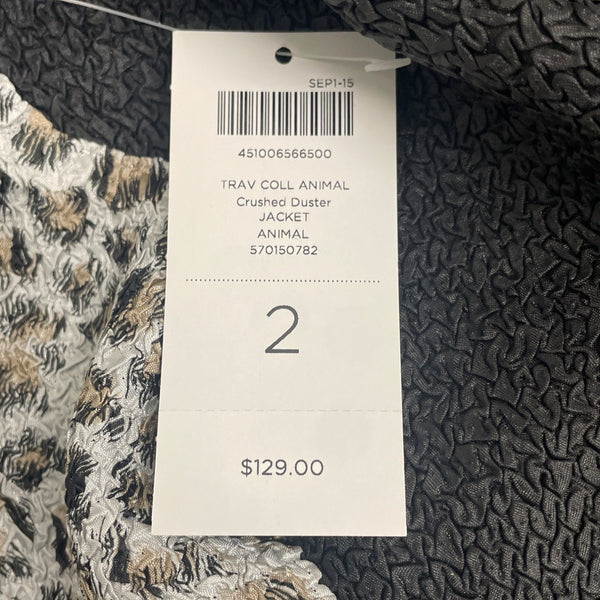 SEP1-15
451006566500
TRAV COLL ANIMAL
Crushed Duster
JACKET
ANIMAL
570150782
2
$129.00